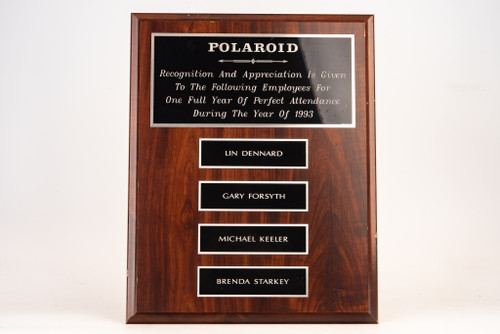 POLAROID
Recognition And Appreciation Is Given
To The Following Employees For
One Full Year Of Perfect Attendance
During The Year Of 1993
LIN DENNARD
GARY FORSYTH
MICHAEL KEELER
BRENDA STARKEY